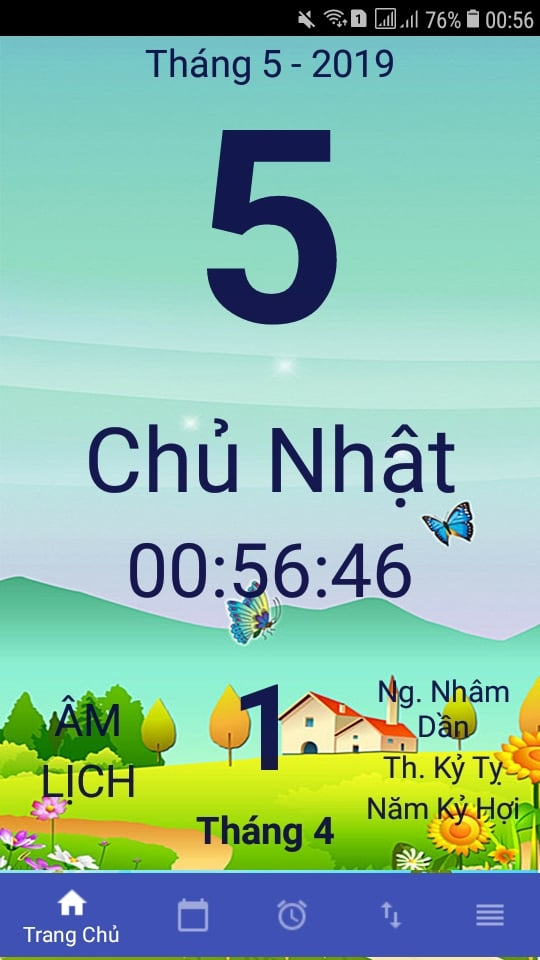 76% 00:56
Tháng 5 - 2019
5
Chủ Nhật
00:56:46
ÂM
LỊCH
1
Tháng 4
Ng. Nhâm
Dần
Th. Kỷ Tỵ
Năm Kỷ Hợi
Trang Chủ